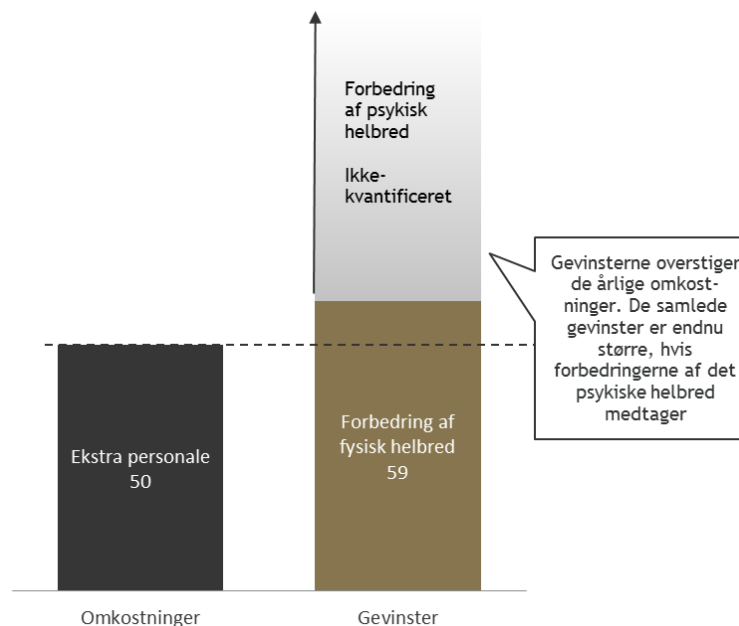 Forbedring
af psykisk
helbred
Ikke-
kvantificeret
Gevinsterne overstiger
de årlige omkost-
ninger. De samlede
gevinster er endnu
større, hvis
forbedringerne af det
psykiske helbred
medtager
Ekstra personale
50
Forbedring af
fysisk helbred
59
Omkostninger
Gevinster